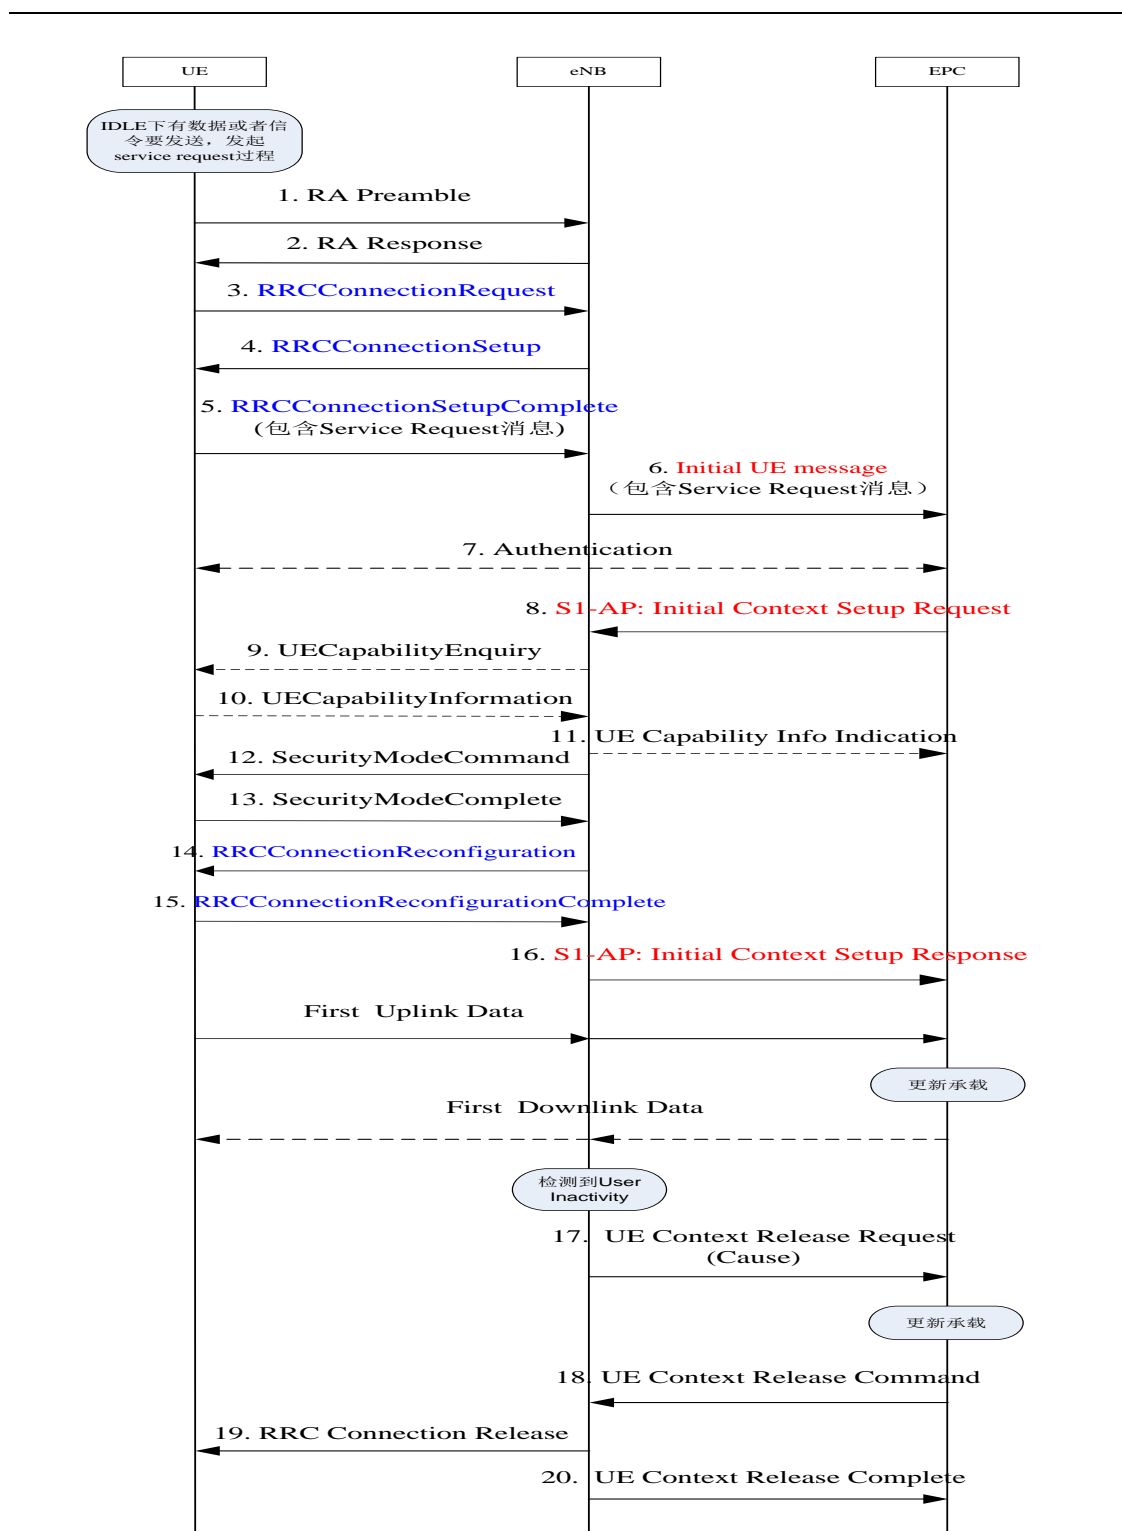 UE
eNB
EPC
IDLE下有数据或者信
令要发送，发起
service request过程
1. RA Preamble
2. RA Response
3. RRCConnectionRequest
4. RRCConnectionSetup
5. RRCConnectionSetupComplete
(包含Service Request消息)
6. Initial UE message
（包含Service Request消息）
7. Authentication
8. S1-AP: Initial Context Setup Request
9. UECapabilityEnquiry
10. UECapabilityInformation
11. UE Capability Info Indication
12. SecurityModeCommand
13. SecurityModeComplete
14. RRCConnectionReconfiguration
15. RRCConnectionReconfigurationComplete
16. S1-AP: Initial Context Setup Response
First Uplink Data
更新承载
First Downlink Data
检测到User
Inactivity
17. UE Context Release Request
(Cause)
更新承载
18. UE Context Release Command
19. RRC Connection Release
20. UE Context Release Complete